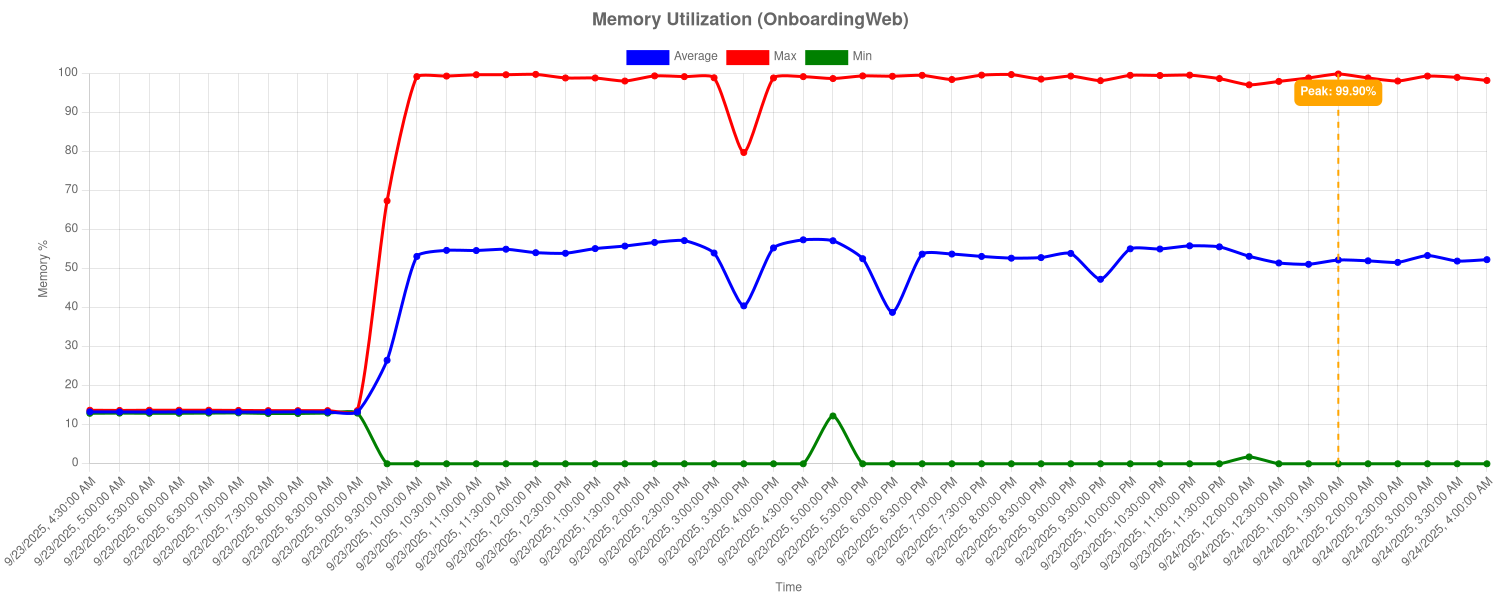 Memory Utilization (OnboardingWeb)
Average Max Min
100
90
80
70
60
50
40
30
20
10
0
Memory %
Peak: 99.90%
9/23/2025, 4:30:00 AM
9/23/2025, 5:00:00 AM
9/23/2025, 5:30:00 AM
9/23/2025, 6:00:00 AM
9/23/2025, 6:30:00 AM
9/23/2025, 7:00:00 AM
9/23/2025, 7:30:00 AM
9/23/2025, 8:00:00 AM
9/23/2025, 8:30:00 AM
9/23/2025, 9:00:00 AM
9/23/2025, 9:30:00 AM
9/23/2025, 10:00:00 AM
9/23/2025, 10:30:00 AM
9/23/2025, 11:00:00 AM
9/23/2025, 11:30:00 AM
9/23/2025, 12:00:00 PM
9/23/2025, 12:30:00 PM
9/23/2025, 1:00:00 PM
9/23/2025, 1:30:00 PM
9/23/2025, 2:00:00 PM
9/23/2025, 2:30:00 PM
9/23/2025, 3:00:00 PM
9/23/2025, 3:30:00 PM
9/23/2025, 4:00:00 PM
9/23/2025, 4:30:00 PM
9/23/2025, 5:00:00 PM
9/23/2025, 5:30:00 PM
9/23/2025, 6:00:00 PM
9/23/2025, 6:30:00 PM
9/23/2025, 7:00:00 PM
9/23/2025, 7:30:00 PM
9/23/2025, 8:00:00 PM
9/23/2025, 8:30:00 PM
9/23/2025, 9:00:00 PM
9/23/2025, 9:30:00 PM
9/23/2025, 10:00:00 PM
9/23/2025, 10:30:00 PM
9/23/2025, 11:00:00 PM
9/23/2025, 11:30:00 PM
9/24/2025, 12:00:00 AM
9/24/2025, 12:30:00 AM
9/24/2025, 1:00:00 AM
9/24/2025, 1:30:00 AM
9/24/2025, 2:00:00 AM
9/24/2025, 2:30:00 AM
9/24/2025, 3:00:00 AM
9/24/2025, 3:30:00 AM
9/24/2025, 4:00:00 AM
Time